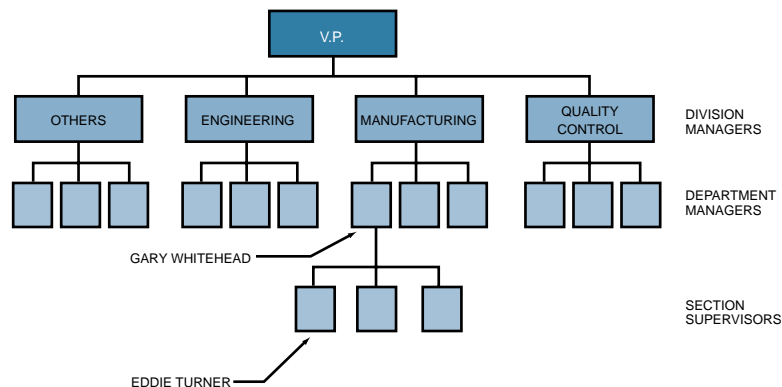 V.P.
OTHERS
ENGINEERING
MANUFACTURING
QUALITY
CONTROL
DIVISION
MANAGERS
DEPARTMENT
MANAGERS
GARY WHITEHEAD
SECTION
SUPERVISORS
EDDIE TURNER